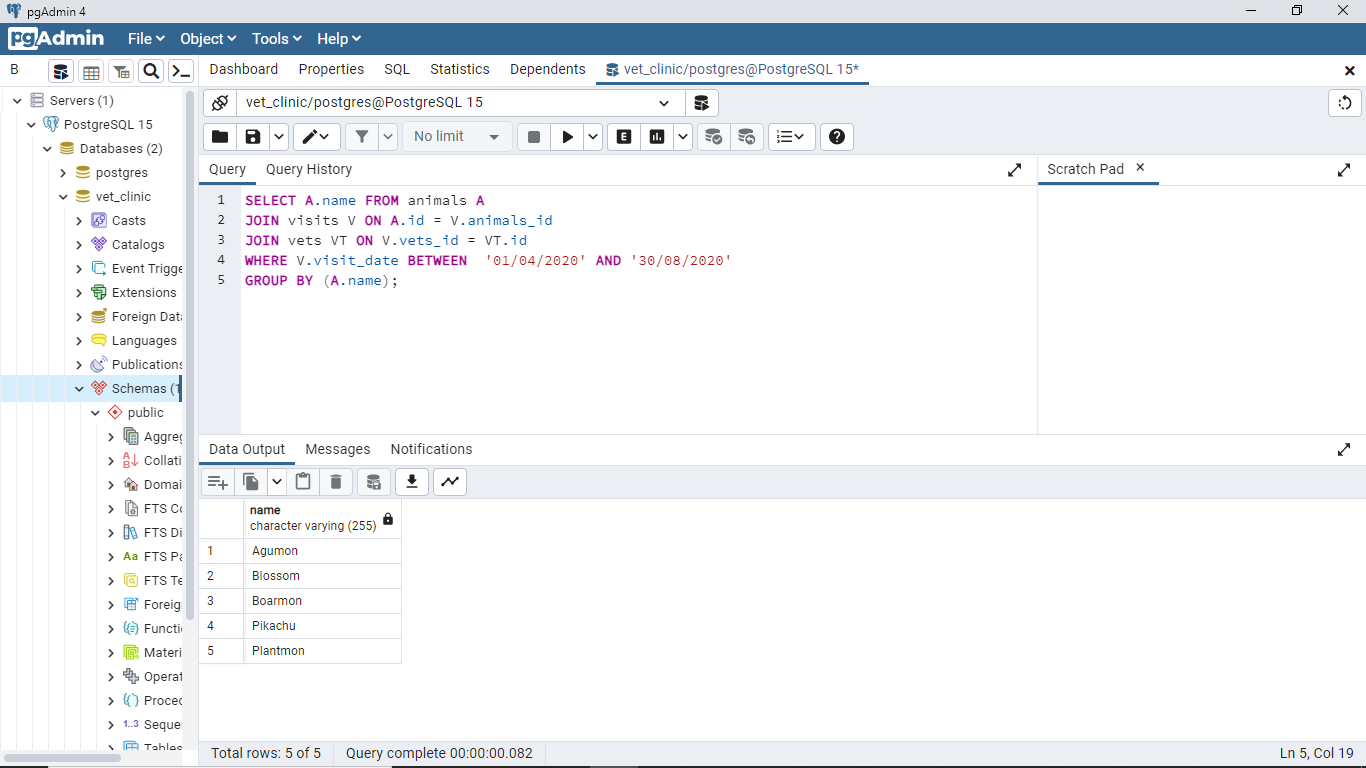 pgAdmin 4
pgAdmin File Object Tools Help
B
Dashboard Properties SQL Statistics Dependents vet_clinic/postgres@PostgreSQL 15*
Servers (1)
PostgreSQL 15
Databases (2)
postgres
vet_clinic
Casts
Catalogs
Event Trigge
Extensions
Foreign Data
Languages
Publications
Schemas (1
public
Aggreg
Collati
Domai
FTS Co
FTS Di
Aa FTS Pa
FTS Te
Foreig
Functi
Materi
Operat
Proced
1..3 Seque
Tables
vet_clinic/postgres@PostgreSQL 15
No limit
E
Query Query History
Scratch Pad
1 SELECT A.name FROM animals A
2 JOIN visits V ON A.id = V.animals_id
3 JOIN vets VT ON V.vets_id = VT.id
4 WHERE V.visit_date BETWEEN  '01/04/2020' AND '30/08/2020'
5 GROUP BY (A.name);
Data Output Messages Notifications
name
character varying (255)
1 Agumon
2 Blossom
3 Boarmon
4 Pikachu
5 Plantmon
Total rows: 5 of 5 Query complete 00:00:00.082 Ln 5, Col 19